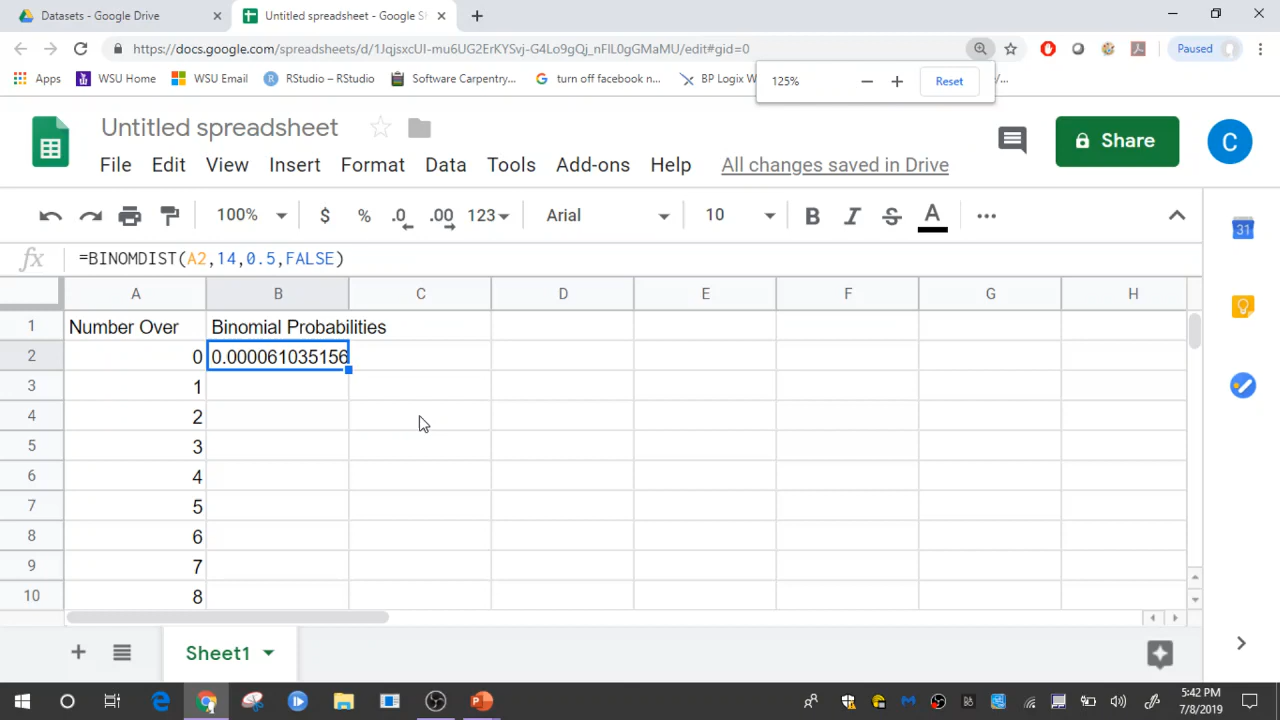 Datasets - Google Drive
Untitled spreadsheet - Google Sh
https://docs.google.com/spreadsheets/d/1JqjsxcUI-mu6UG2ErKYSvj-G4Lo9gQj_nFIL0gGMaMU/edit#gid=0
Paused
Apps
WSU Home
WSU Email
RStudio – RStudio
Software Carpentry...
turn off facebook n...
BP Logix W
125%
Reset
Untitled spreadsheet
Share
C
File Edit View Insert Format Data Tools Add-ons Help All changes saved in Drive
100% $ % .0 .00 123 Arial 10 B I S A
31
fx =BINOMDIST(A2,14,0.5,FALSE)
A B C D E F G H
1 Number Over Binomial Probabilities
2 0 0.000061035156
3 1
4 2
5 3
6 4
7 5
8 6
9 7
10 8
Sheet1
5:42 PM
7/8/2019